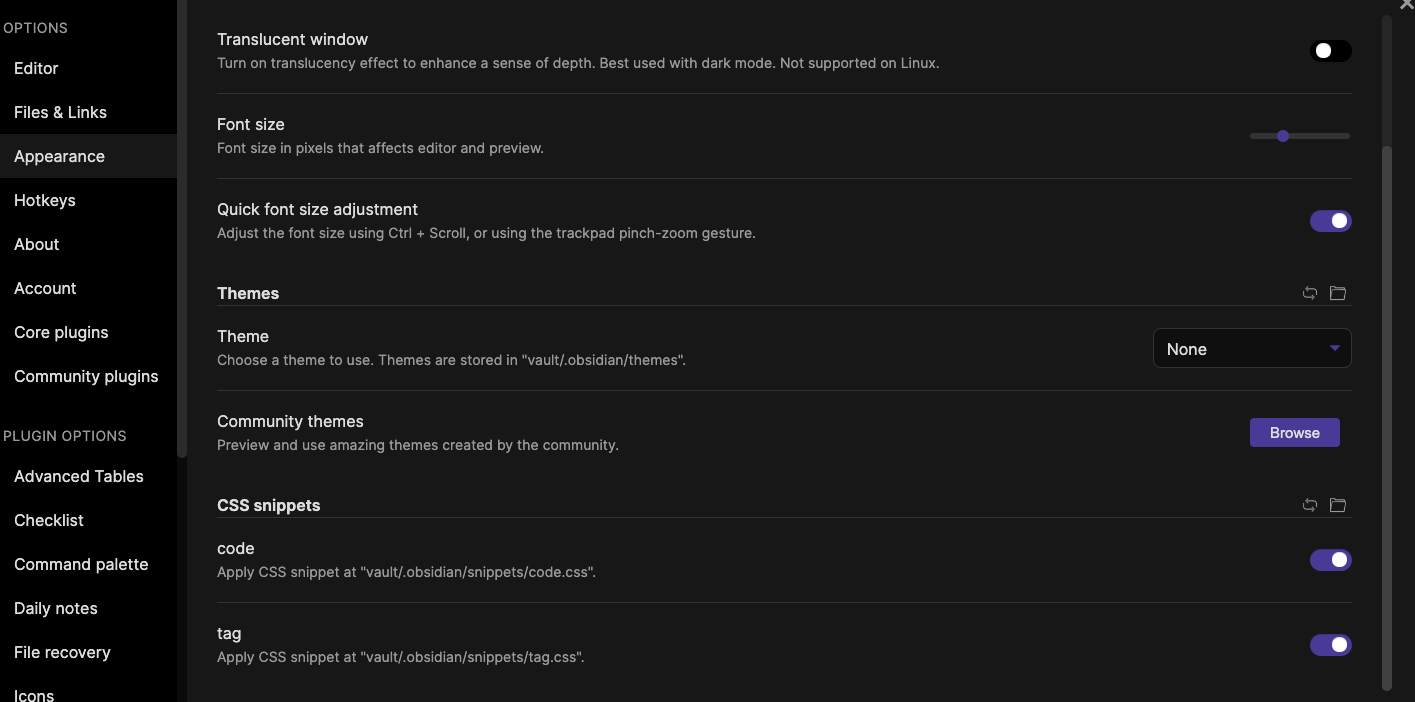 OPTIONS
Editor
Files & Links
Appearance
Hotkeys
About
Account
Core plugins
Community plugins
PLUGIN OPTIONS
Advanced Tables
Checklist
Command palette
Daily notes
File recovery
Icons
Translucent window
Turn on translucency effect to enhance a sense of depth. Best used with dark mode. Not supported on Linux.
Font size
Font size in pixels that affects editor and preview.
Quick font size adjustment
Adjust the font size using Ctrl + Scroll, or using the trackpad pinch-zoom gesture.
Themes
Theme
Choose a theme to use. Themes are stored in "vault/.obsidian/themes".
None
Community themes
Preview and use amazing themes created by the community.
Browse
CSS snippets
code
Apply CSS snippet at "vault/.obsidian/snippets/code.css".
tag
Apply CSS snippet at "vault/.obsidian/snippets/tag.css".